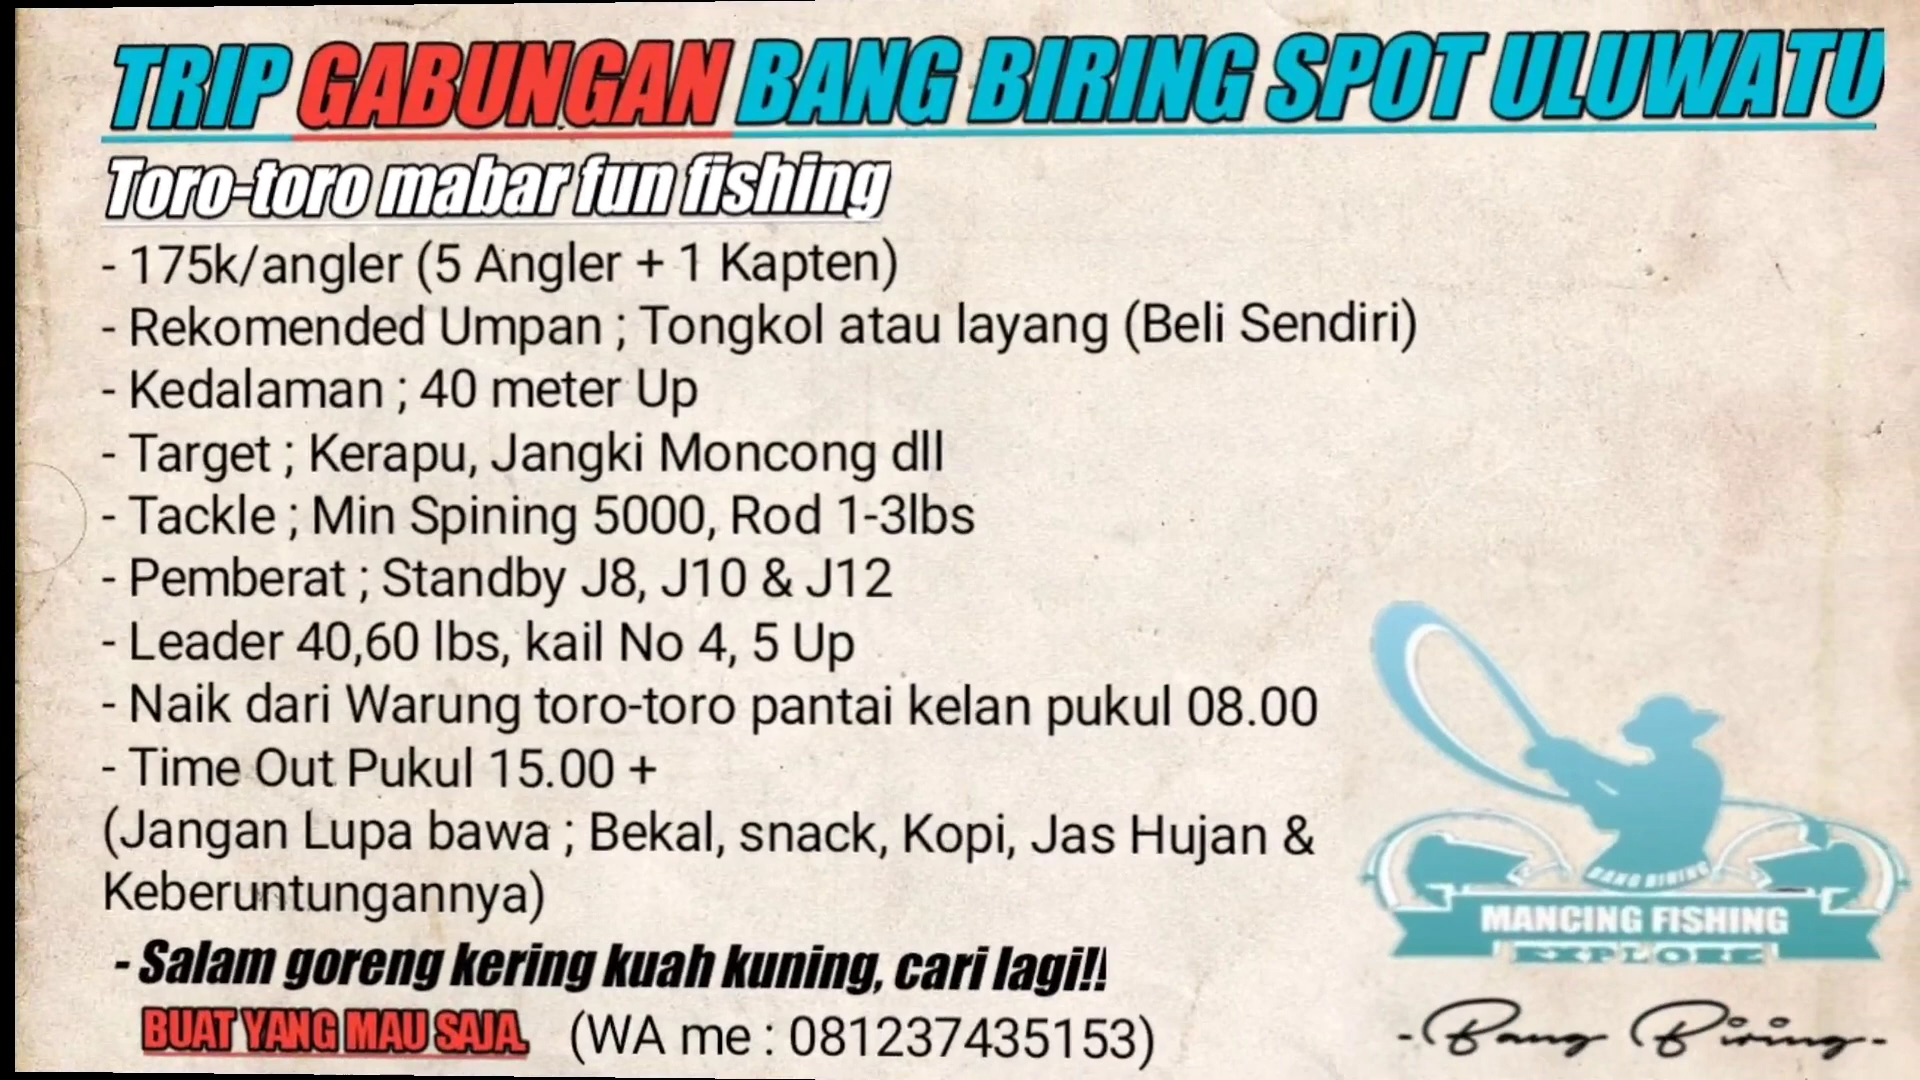 TRIP GABUNGAN BANG BIRING SPOT ULUWATU
Toro-toro mabar fun fishing
- 175k/angler (5 Angler + 1 Kapten)
- Rekomended Umpan ; Tongkol atau layang (Beli Sendiri)
- Kedalaman ; 40 meter Up
- Target ; Kerapu, Jangki Moncong dll
- Tackle ; Min Spining 5000, Rod 1-3lbs
- Pemberat ; Standby J8, J10 & J12
- Leader 40,60 lbs, kail No 4, 5 Up
- Naik dari Warung toro-toro pantai kelan pukul 08.00
- Time Out Pukul 15.00 +
(Jangan Lupa bawa ; Bekal, snack, Kopi, Jas Hujan &
Keberuntungannya)
- Salam goreng kering kuah kuning, cari lagi!!
BUAT YANG MAU SAJA. (WA me : 081237435153)
BANG BIRING
MANCING FISHING
EXPLORE
- Bang Biring -